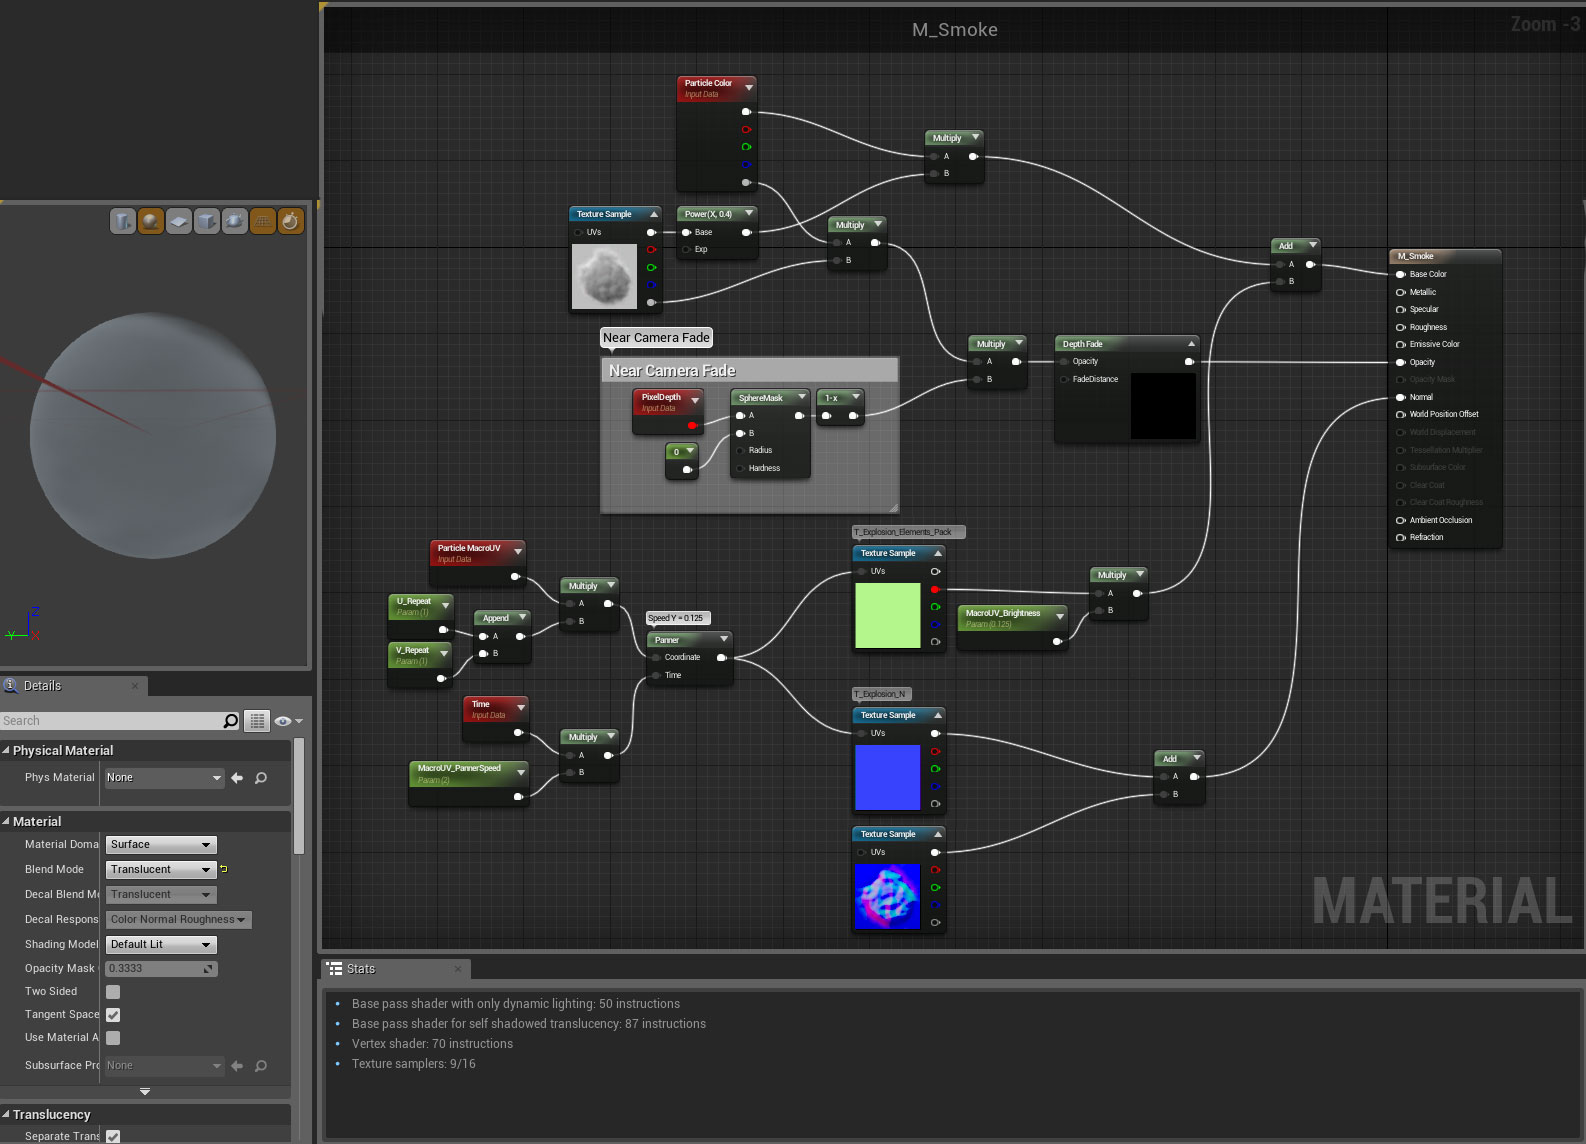 M_Smoke
Zoom -3
Particle Color
Input Data
Multiply
A
B
Texture Sample
UVs
Power(X, 0.4)
Base
Exp
Multiply
A
B
Add
A
B
M_Smoke
Base Color
Metallic
Specular
Roughness
Emissive Color
Opacity
Opacity Mask
Normal
World Position Offset
World Displacement
Tessellation Multiplier
Subsurface Color
Clear Coat
Clear Coat Roughness
Ambient Occlusion
Refraction
Near Camera Fade
Near Camera Fade
PixelDepth
Input Data
0
SphereMask
A
B
Radius
Hardness
1-x
Multiply
A
B
Depth Fade
Opacity
FadeDistance
Particle MacroUV
Input Data
U_Repeat
Param (1)
V_Repeat
Param (1)
Append
A
B
Multiply
A
B
Time
Input Data
MacroUV_PannerSpeed
Param (2)
Multiply
A
B
Speed Y = 0.125
Panner
Coordinate
Time
T_Explosion_Elements_Pack
Texture Sample
UVs
MacroUV_Brightness
Param (0.125)
Multiply
A
B
T_Explosion_N
Texture Sample
UVs
Texture Sample
UVs
Add
A
B
MATERIAL
Z
Y
X
Details
Search
Physical Material
Phys Material
None
Material
Material Doma
Surface
Blend Mode
Translucent
Decal Blend M
Translucent
Decal Respons
Color Normal Roughness
Shading Model
Default Lit
Opacity Mask
0.3333
Two Sided
Tangent Space
Use Material A
Subsurface Pro
None
Translucency
Separate Trans
Stats
Base pass shader with only dynamic lighting: 50 instructions
Base pass shader for self shadowed translucency: 87 instructions
Vertex shader: 70 instructions
Texture samplers: 9/16